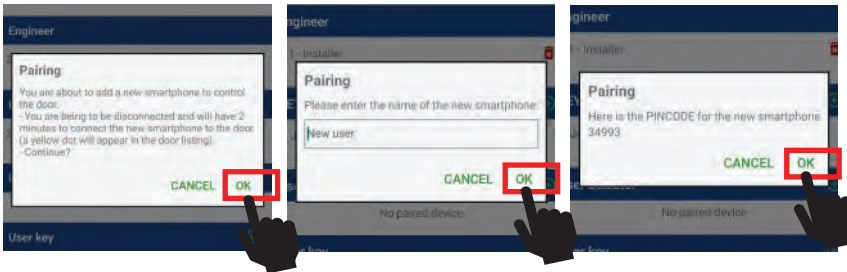 Engineer
Pairing
You are about to add a new smartphone to control
the door.
- You are being to be disconnected and will have 2
minutes to connect the new smartphone to the door
(a yellow dot will appear in the door listing)
- Continue?
CANCEL OK
User key
ngineer
1 - Installer
Pairing
Please enter the name of the new smartphone
New user
CANCEL OK
No paired device
gineer
- Installer
Pairing
Here is the PINCODE for the new smartphone
34993
CANCEL OK
No paired device